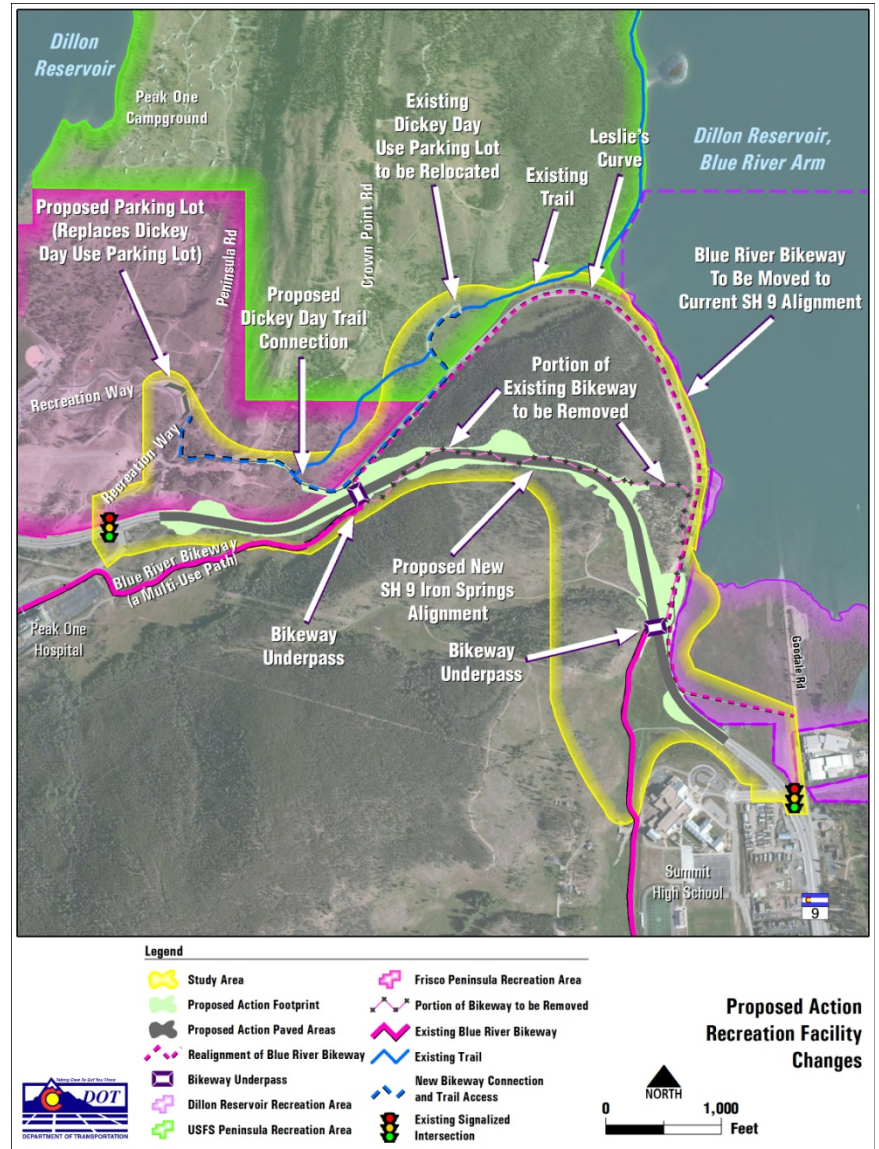 Dillon
Reservoir
Peak One
Campground
Existing
Dickey Day
Use Parking Lot
to be Relocated
Leslie's
Curve
Existing
Trail
Dillon Reservoir,
Blue River Arm
Proposed Parking Lot
(Replaces Dickey
Day Use Parking Lot)
Peninsula Rd
Crown Point Rd
Proposed
Dickey Day Trail
Connection
Blue River Bikeway
To Be Moved to
Current SH 9 Alignment
Portion of
Existing Bikeway
to be Removed
Recreation Way
Recreation Way
Blue River Bikeway
(a Multi-Use Path)
Peak One
Hospital
Bikeway
Underpass
Proposed New
SH 9 Iron Springs
Alignment
Bikeway
Underpass
Goodale Rd
Summit
High School
9
Legend
Study Area
Proposed Action Footprint
Proposed Action Paved Areas
Realignment of Blue River Bikeway
Bikeway Underpass
Dillon Reservoir Recreation Area
USFS Peninsula Recreation Area
Frisco Peninsula Recreation Area
Portion of Bikeway to be Removed
Existing Blue River Bikeway
Existing Trail
New Bikeway Connection
and Trail Access
Existing Signalized
Intersection
Proposed Action
Recreation Facility
Changes
NORTH
0 1,000
Feet
Taking Care To Get You There
DOT
DEPARTMENT OF TRANSPORTATION